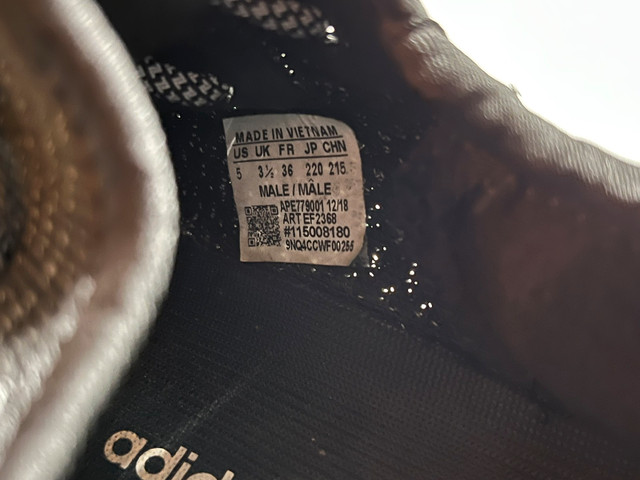 MADE IN VIETNAM
US UK FR JP CHN
5 3½ 36 220 215
MALE / MÂLE
APE779001 12/18
ART EF2368
#115008180
9NQ4CCWF00255
adidas